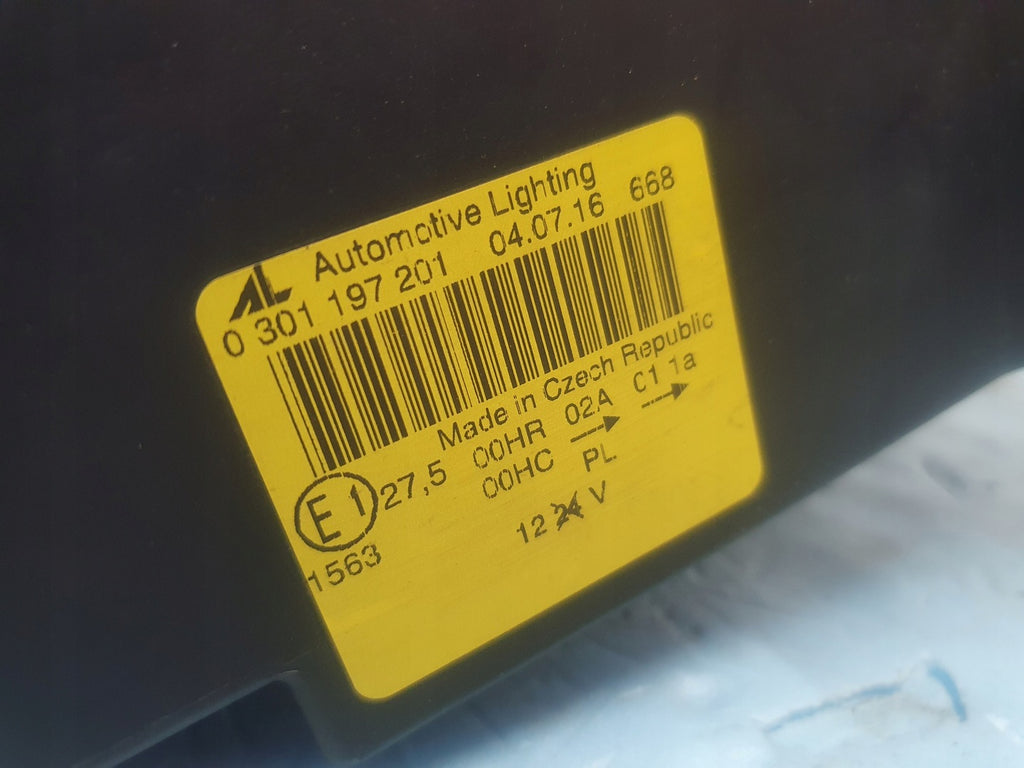 AL Automotive Lighting
0 301 197 201 04.07.16 668
Made in Czech Republic
E1 27,5 00HR 02A C1 1a
00HC → PL →
1563 12 24 V